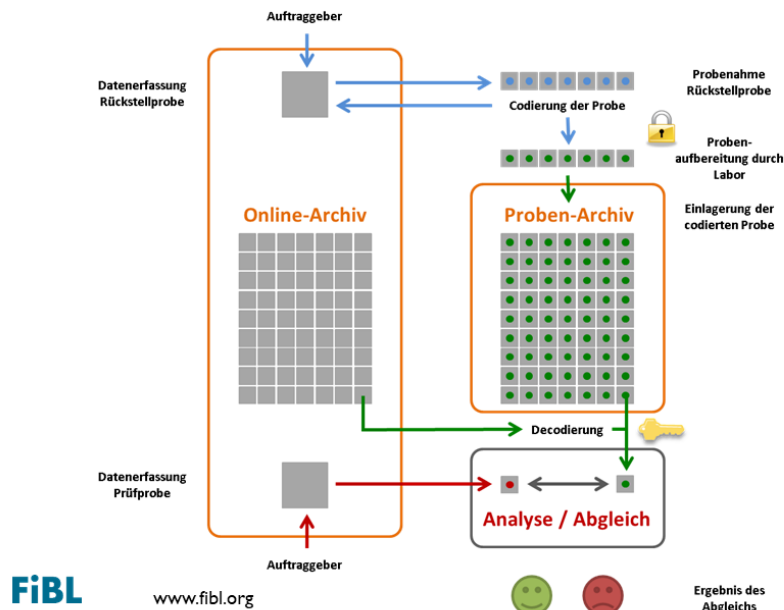 Auftraggeber
Datenerfassung
Rückstellprobe
Probenahme
Rückstellprobe
Codierung der Probe
Proben-
aufbereitung durch
Labor
Online-Archiv
Proben-Archiv
Einlagerung der
codierten Probe
Decodierung
Datenerfassung
Prüfprobe
Analyse / Abgleich
Auftraggeber
FiBL
www.fibl.org
Ergebnis des
Abgleichs